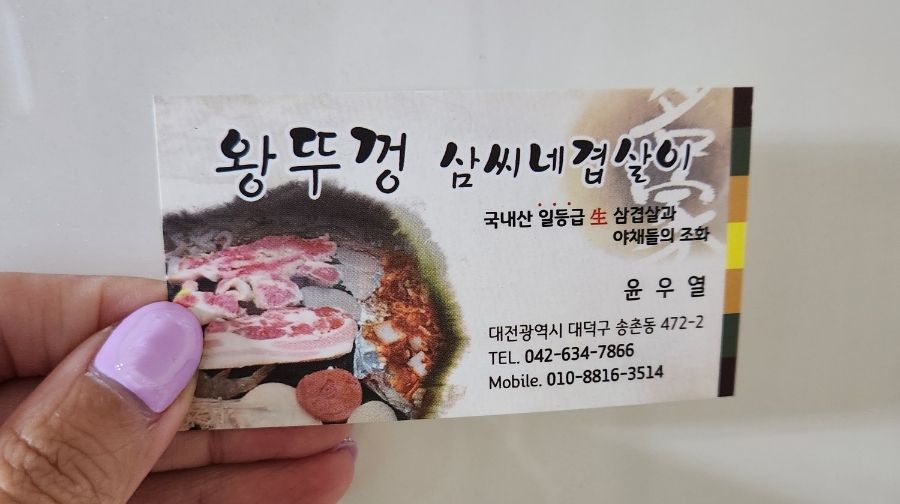 왕뚜껑 삼씨네겹살이
국내산 일등급 生 삼겹살과
야채들의 조화
윤우열
대전광역시 대덕구 송촌동 472-2
TEL. 042-634-7866
Mobile. 010-8816-3514